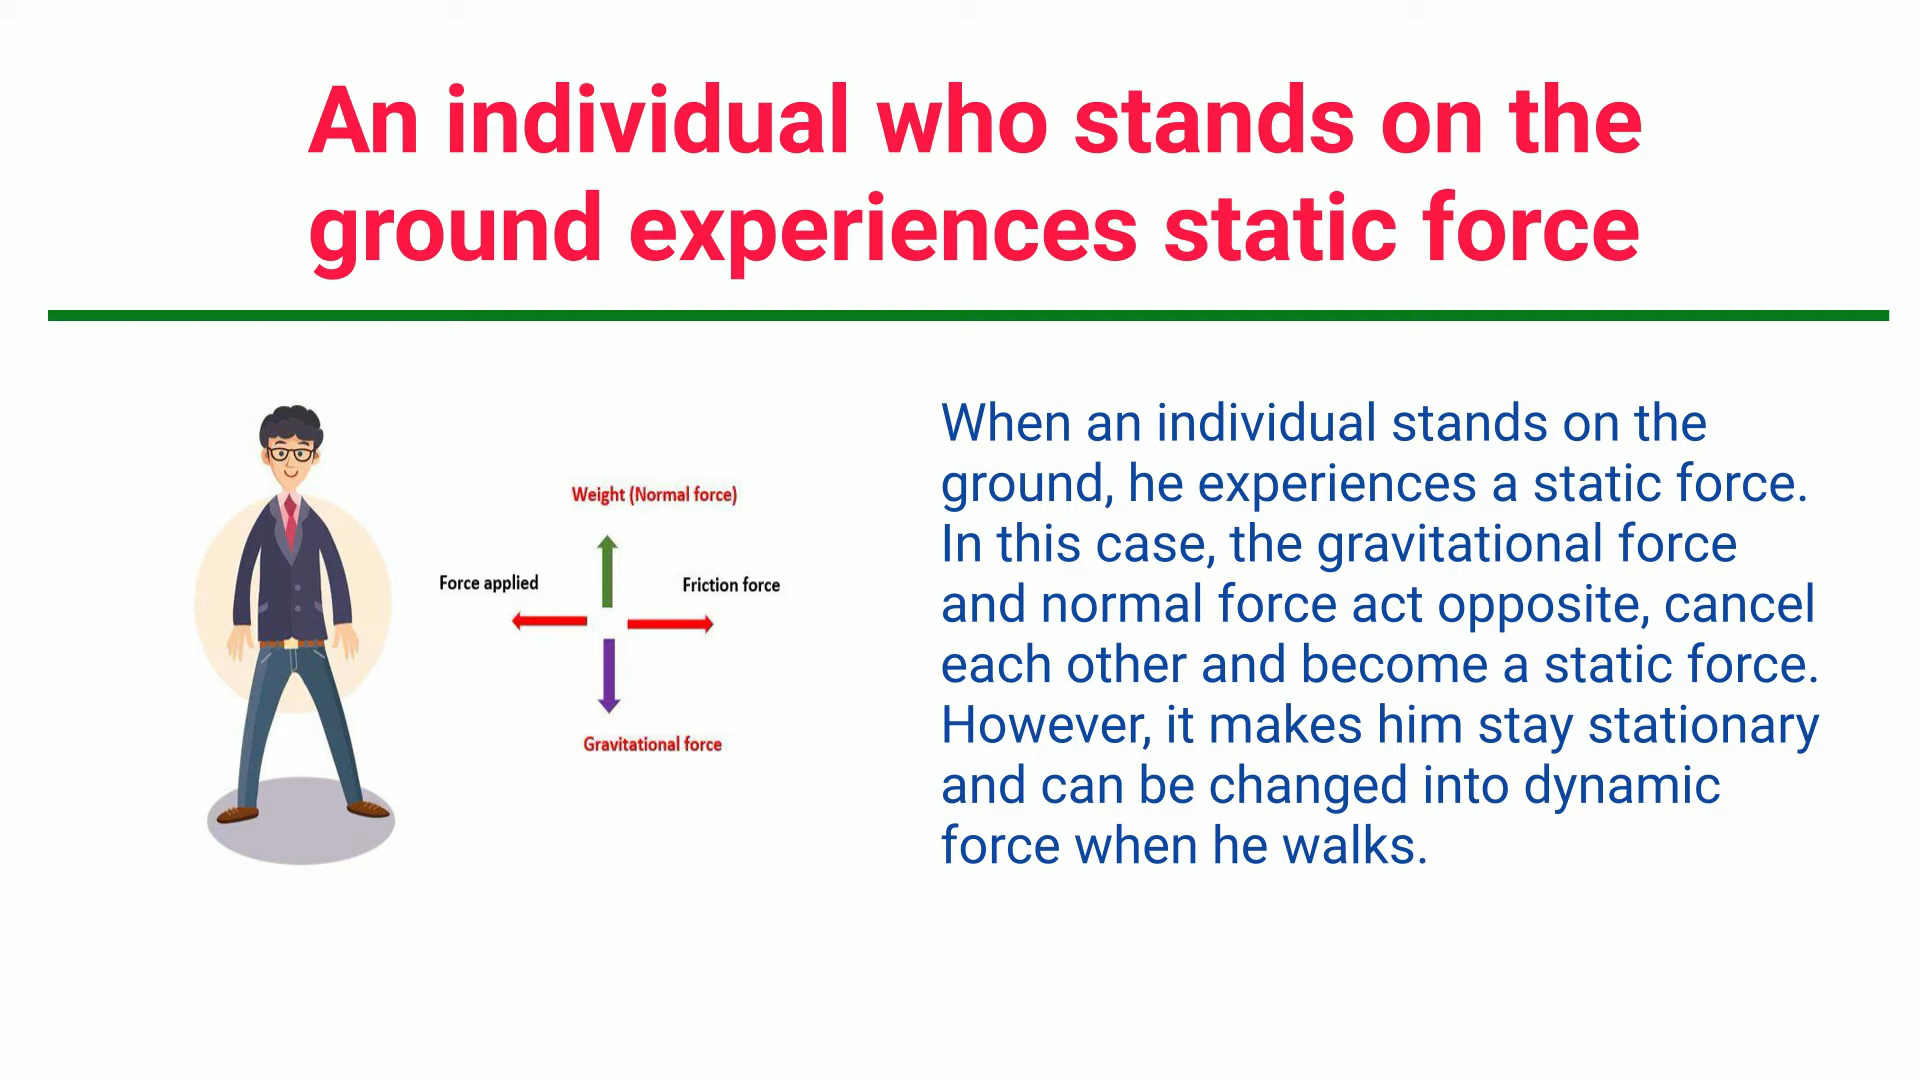 An individual who stands on the
ground experiences static force
Weight (Normal force)
Force applied
Friction force
Gravitational force
When an individual stands on the
ground, he experiences a static force.
In this case, the gravitational force
and normal force act opposite, cancel
each other and become a static force.
However, it makes him stay stationary
and can be changed into dynamic
force when he walks.